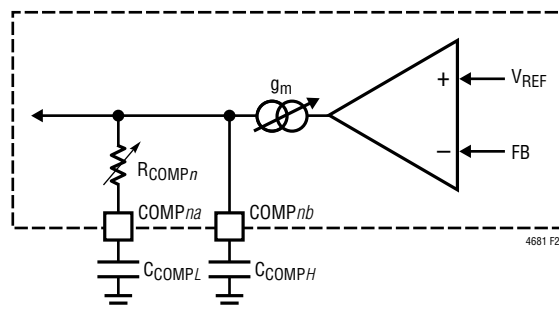 gm
+
VREF
−
FB
RCOMPn
COMPna
COMPnb
4681 F2
CCOMPL
CCOMPH